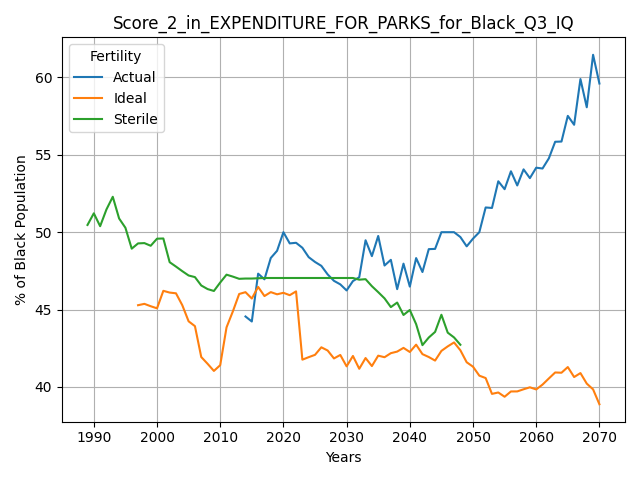 Score_2_in_EXPENDITURE_FOR_PARKS_for_Black_Q3_IQ
Fertility
Actual
Ideal
Sterile
% of Black Population
60
55
50
45
40
1990
2000
2010
2020
2030
2040
2050
2060
2070
Years